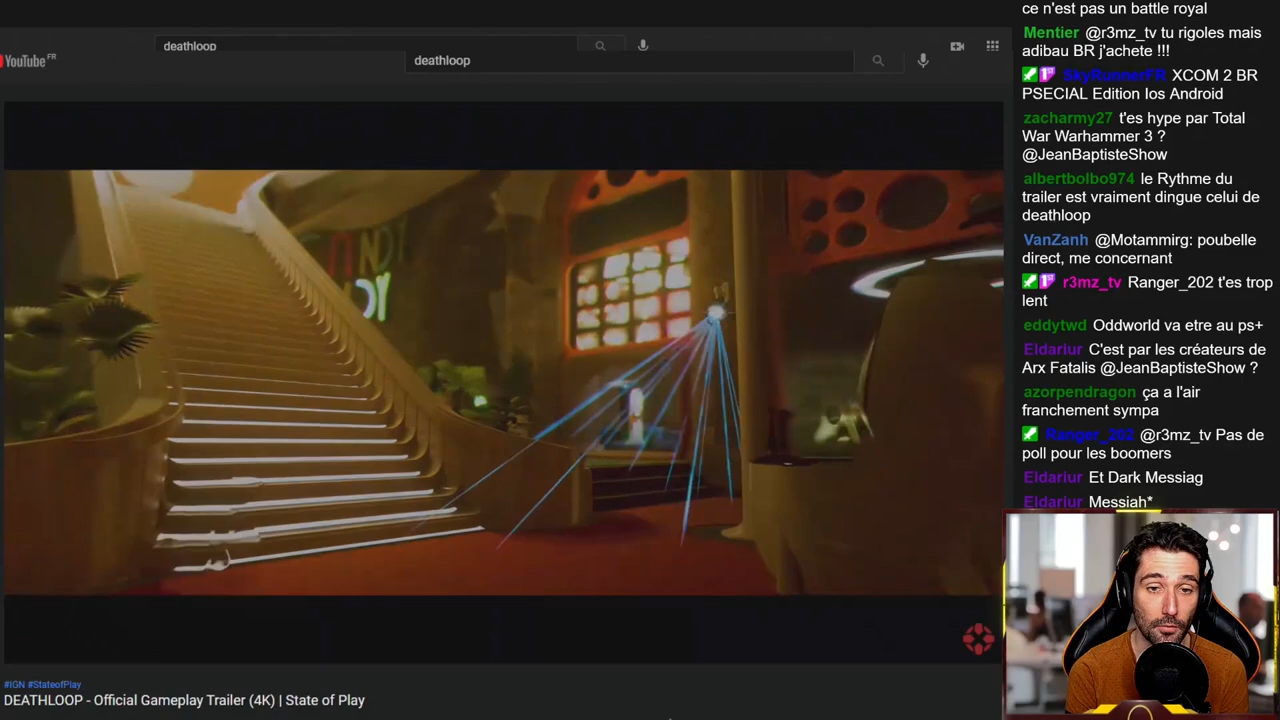 deathloop
YouTube FR
deathloop
ANDY
DY
#IGN #StateofPlay
DEATHLOOP - Official Gameplay Trailer (4K) | State of Play
ce n'est pas un battle royal
Mentier @r3mz_tv tu rigoles mais
adibau BR j'achete !!!
SkyRunnerFR XCOM 2 BR
PSECIAL Edition Ios Android
zacharmy27 t'es hype par Total
War Warhammer 3 ?
@JeanBaptisteShow
albertbolbo974 le Rythme du
trailer est vraiment dingue celui de
deathloop
VanZanh @Motammirg: poubelle
direct, me concernant
r3mz_tv Ranger_202 t'es trop
lent
eddytwd Oddworld va etre au ps+
Eldariur C'est par les créateurs de
Arx Fatalis @JeanBaptisteShow ?
azorpendragon ça a l'air
franchement sympa
Ranger_202 @r3mz_tv Pas de
poll pour les boomers
Eldariur Et Dark Messiag
Eldariur Messiah*